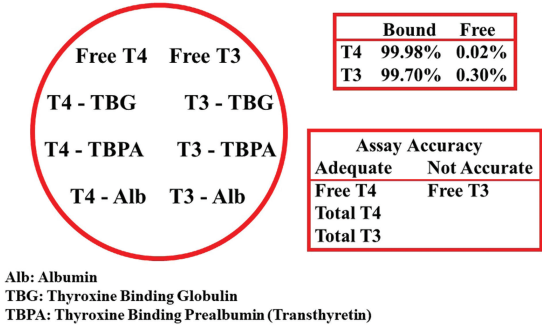 Free T4 Free T3
T4 - TBG T3 - TBG
T4 - TBPA T3 - TBPA
T4 - Alb T3 - Alb
Bound Free
T4 99.98% 0.02%
T3 99.70% 0.30%
Assay Accuracy
Adequate Not Accurate
Free T4 Free T3
Total T4
Total T3
Alb: Albumin
TBG: Thyroxine Binding Globulin
TBPA: Thyroxine Binding Prealbumin (Transthyretin)